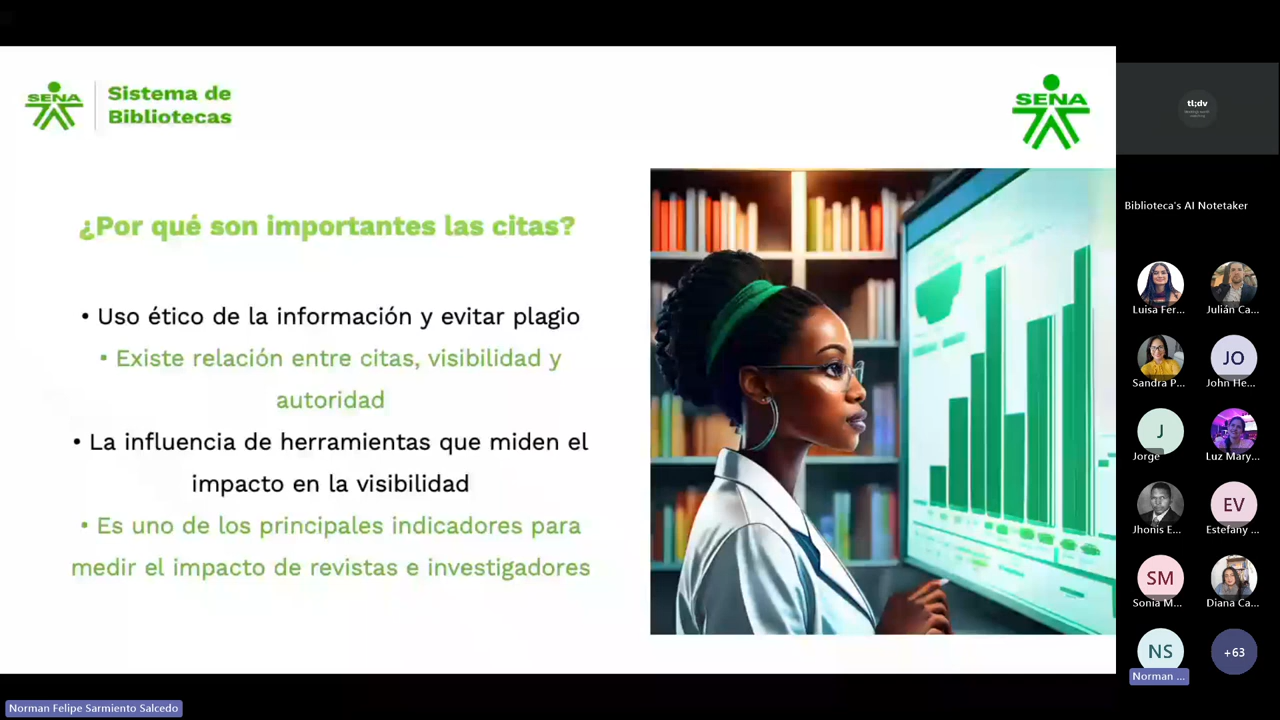 SENA
Sistema de
Bibliotecas
SENA
¿Por qué son importantes las citas?
• Uso ético de la información y evitar plagio
• Existe relación entre citas, visibilidad y
autoridad
• La influencia de herramientas que miden el
impacto en la visibilidad
• Es uno de los principales indicadores para
medir el impacto de revistas e investigadores
tl;dv
Biblioteca's AI Notetaker
Luisa Fer...
Julián Ca...
Sandra P...
JO
John He...
J
Jorge
Luz Mary...
Jhonis E...
EV
Estefany ...
SM
Sonia M...
Diana Ca...
NS
Norman ...
+63
Norman Felipe Sarmiento Salcedo